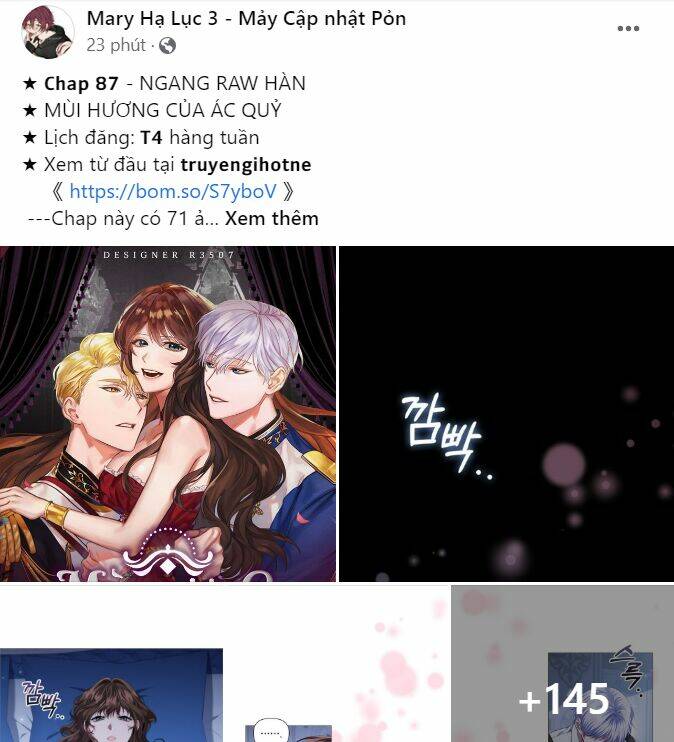 Mary Hạ Lục 3 - Mảy Cập nhật Pỏn
23 phút ·
★ Chap 87 - NGANG RAW HÀN
★ MÙI HƯƠNG CỦA ÁC QUỶ
★ Lịch đăng: T4 hàng tuần
★ Xem từ đầu tại truyengihotne
《 https://bom.so/S7yboV 》
---Chap này có 71 ả... Xem thêm
DESIGNER R3507
깜빡..
깜빡..
......
스륵..
+145